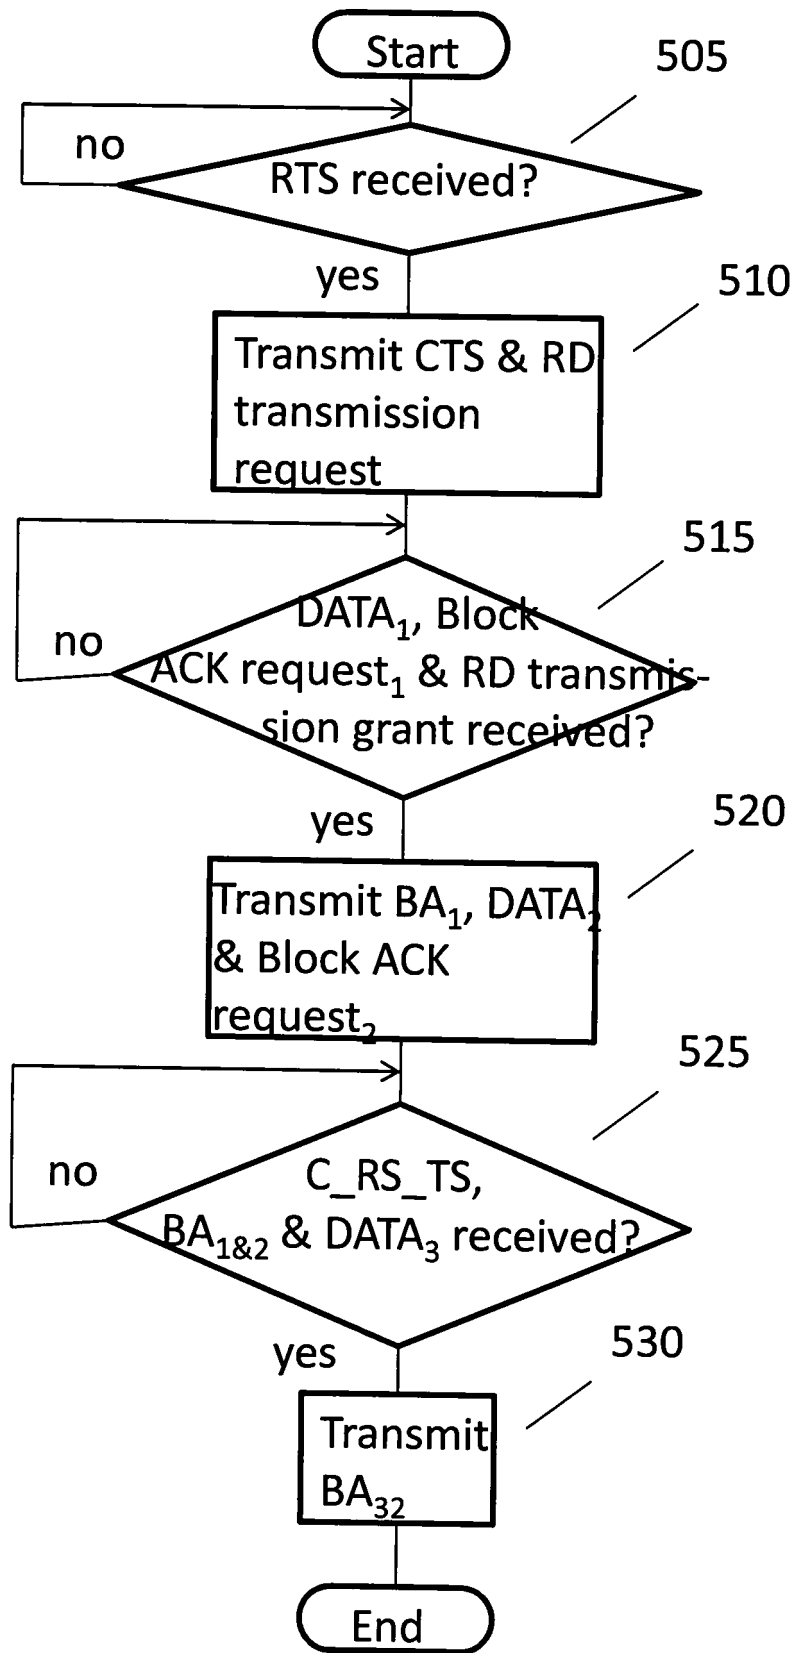 Start
505
no
RTS received?
yes
510
Transmit CTS & RD
transmission
request
515
no
DATA₁, Block
ACK request₁ & RD transmis-
sion grant received?
yes
520
Transmit BA₁, DATA₂
& Block ACK
request₂
525
no
C_RS_TS,
BA₁&₂ & DATA₃ received?
yes
530
Transmit
BA₃₂
End